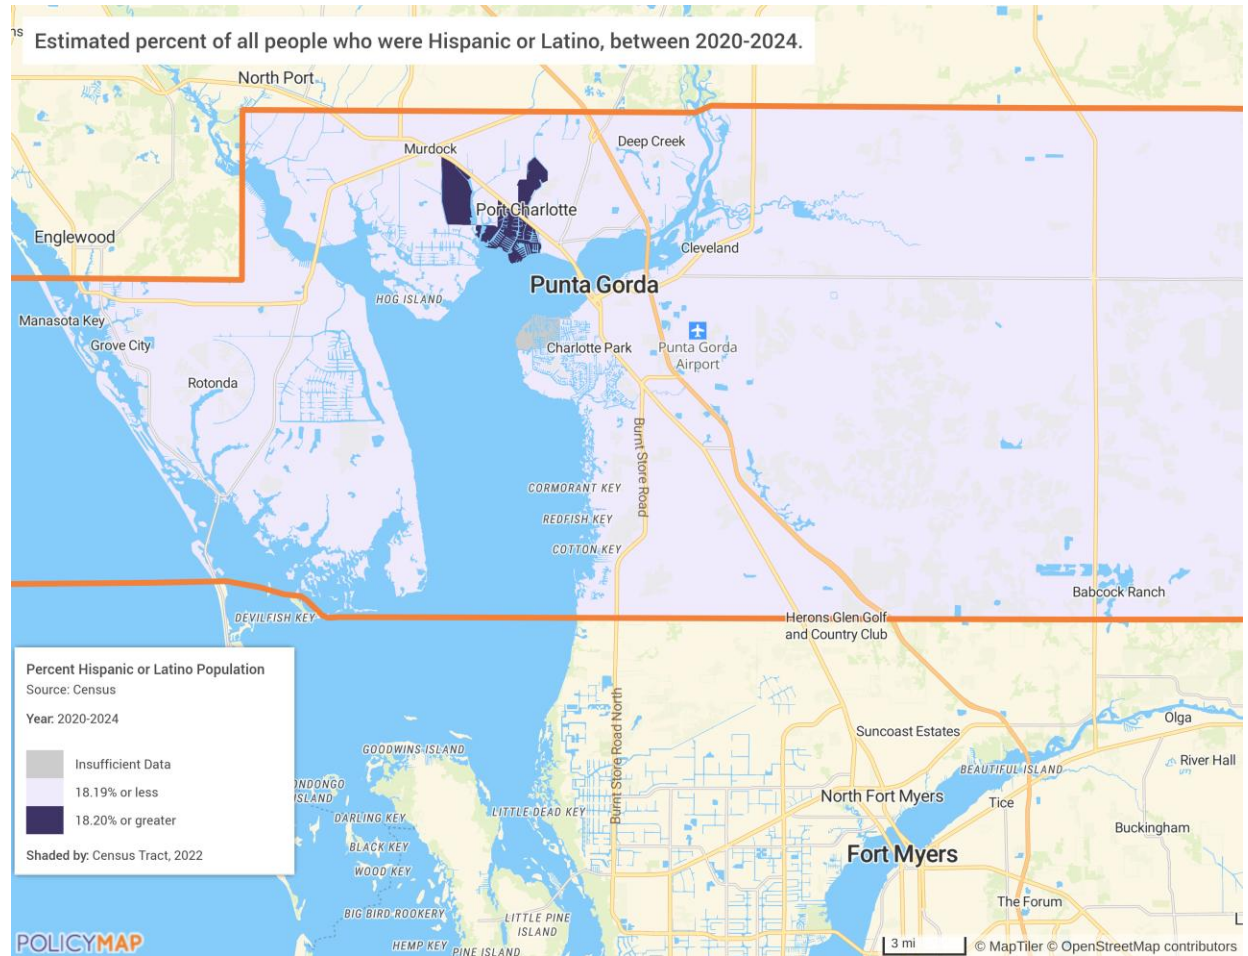 ns
Estimated percent of all people who were Hispanic or Latino, between 2020-2024.
North Port
Murdock
Deep Creek
Port Charlotte
Englewood
Cleveland
Punta Gorda
HOG ISLAND
Manasota Key
Grove City
Charlotte Park
Punta Gorda
Airport
Rotonda
Burnt Store Road
CORMORANT KEY
REDFISH KEY
COTTON KEY
Babcock Ranch
DEVILFISH KEY
Herons Glen Golf
and Country Club
Percent Hispanic or Latino Population
Source: Census
Year: 2020-2024
Insufficient Data
18.19% or less
18.20% or greater
Shaded by: Census Tract, 2022
Burnt Store Road North
Olga
Suncoast Estates
GOODWINS ISLAND
River Hall
BEAUTIFUL ISLAND
ONDONGO
ISLAND
North Fort Myers
Tice
LITTLE DEAD KEY
DARLING KEY
Buckingham
BLACK KEY
Fort Myers
WOOD KEY
The Forum
BIG BIRD ROOKERY
LITTLE PINE
ISLAND
L
HEMP KEY
PINE ISLAND
POLICYMAP
3 mi
© MapTiler © OpenStreetMap contributors